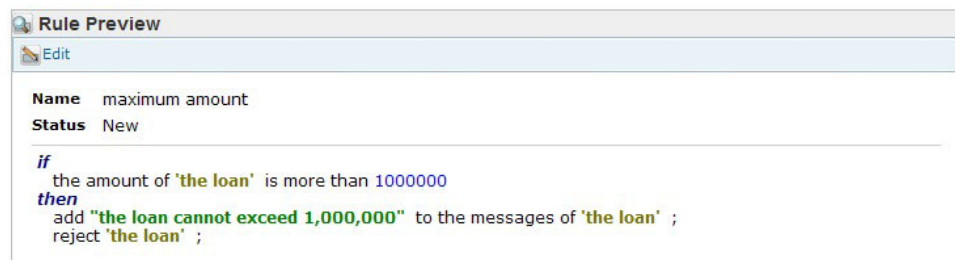 Rule Preview
Edit
Name maximum amount
Status New
if
the amount of 'the loan' is more than 1000000
then
add "the loan cannot exceed 1,000,000" to the messages of 'the loan' ;
reject 'the loan' ;